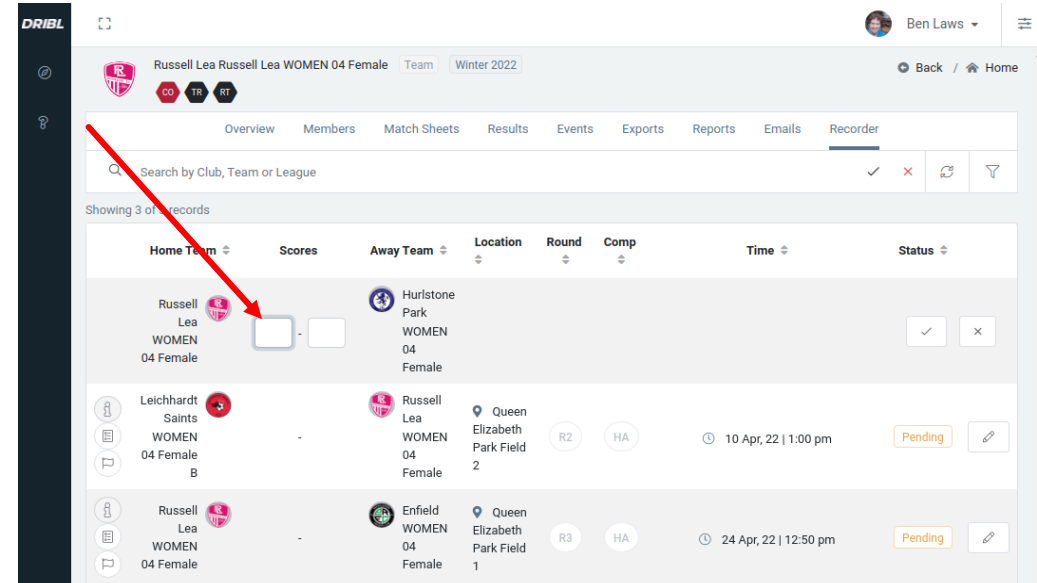 DRIBL
Ben Laws
Russell Lea Russell Lea WOMEN 04 Female Team Winter 2022
Back / Home
CO TR RT
Overview Members Match Sheets Results Events Exports Reports Emails Recorder
Search by Club, Team or League
Showing 3 of 3 records
Home Team Scores Away Team Location Round Comp Time Status
Russell
Lea
WOMEN
04 Female
-
Hurlstone
Park
WOMEN
04
Female
Leichhardt
Saints
WOMEN
04 Female
B
-
Russell
Lea
WOMEN
04
Female
Queen
Elizabeth
Park Field
2
R2
HA
10 Apr, 22 | 1:00 pm
Pending
Russell
Lea
WOMEN
04 Female
-
Enfield
WOMEN
04
Female
Queen
Elizabeth
Park Field
1
R3
HA
24 Apr, 22 | 12:50 pm
Pending